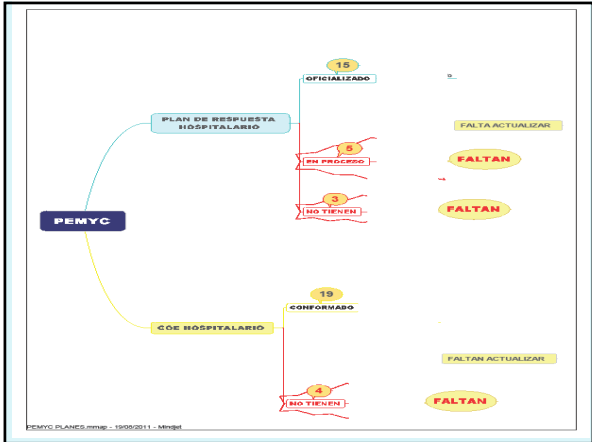 15
OFICIALIZADO
PLAN DE RESPUESTA
HOSPITALARIO
FALTA ACTUALIZAR
5
EN PROCESO
FALTAN
3
NO TIENEN
FALTAN
PEMYC
19
CONFORMADO
COE HOSPITALARIO
FALTAN ACTUALIZAR
4
NO TIENEN
FALTAN
PEMYC PLANES.mmap - 19/08/2011 - Mindjet